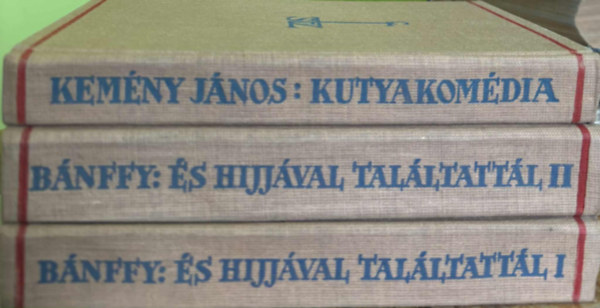 KEMÉNY JÁNOS: KUTYAKOMÉDIA
BÁNFFY: ÉS HIJJÁVAL TALÁLTATTÁL II
BÁNFFY: ÉS HIJJÁVAL TALÁLTATTÁL I